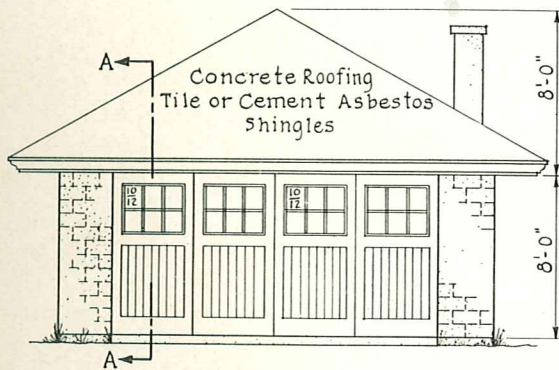 A
Concrete Roofing
Tile or Cement Asbestos
Shingles
8'-0"
10
12
10
12
8'-0"
A